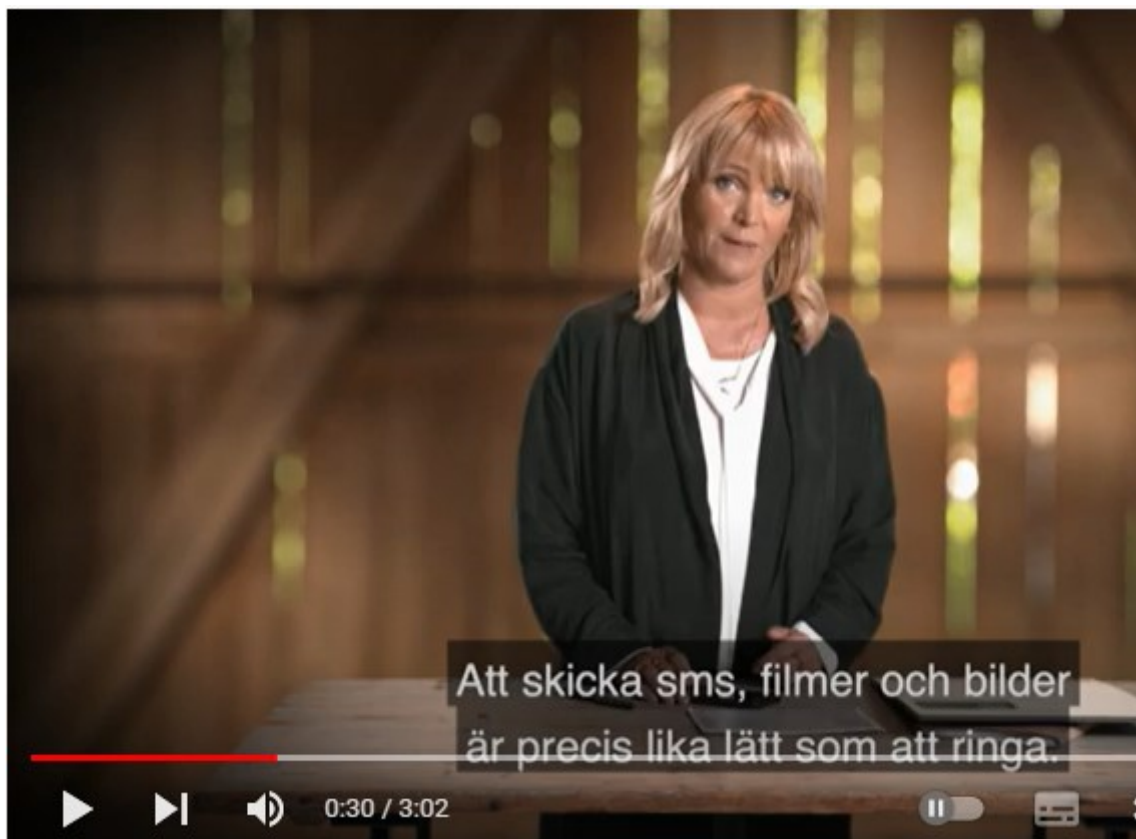 Att skicka sms, filmer och bilder
är precis lika lätt som att ringa.
0:30 / 3:02